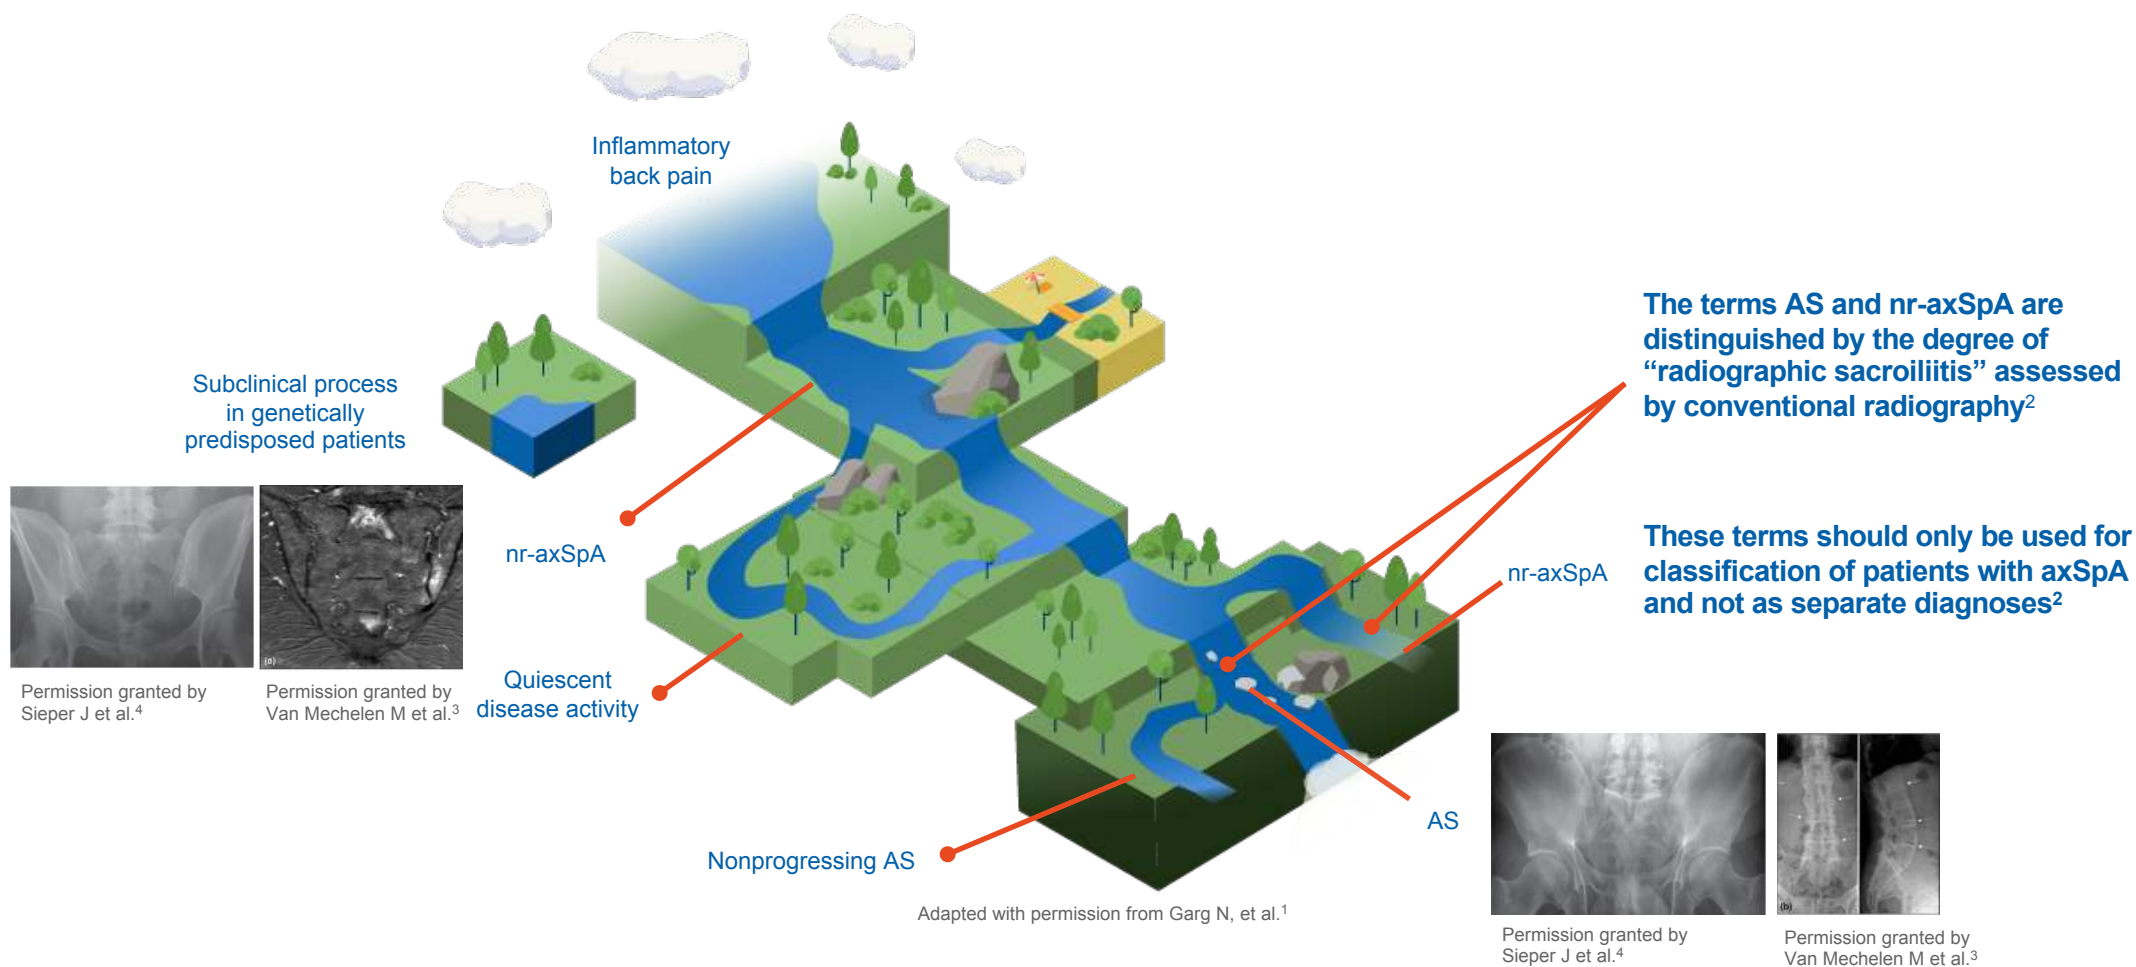 Inflammatory
back pain
Subclinical process
in genetically
predisposed patients
The terms AS and nr-axSpA are
distinguished by the degree of
“radiographic sacroiliitis” assessed
by conventional radiography²
These terms should only be used for
classification of patients with axSpA
and not as separate diagnoses²
nr-axSpA
nr-axSpA
(a)
Permission granted by
Sieper J et al.⁴
Permission granted by
Van Mechelen M et al.³
Quiescent
disease activity
AS
Nonprogressing AS
Adapted with permission from Garg N, et al.¹
(b)
Permission granted by
Sieper J et al.⁴
Permission granted by
Van Mechelen M et al.³